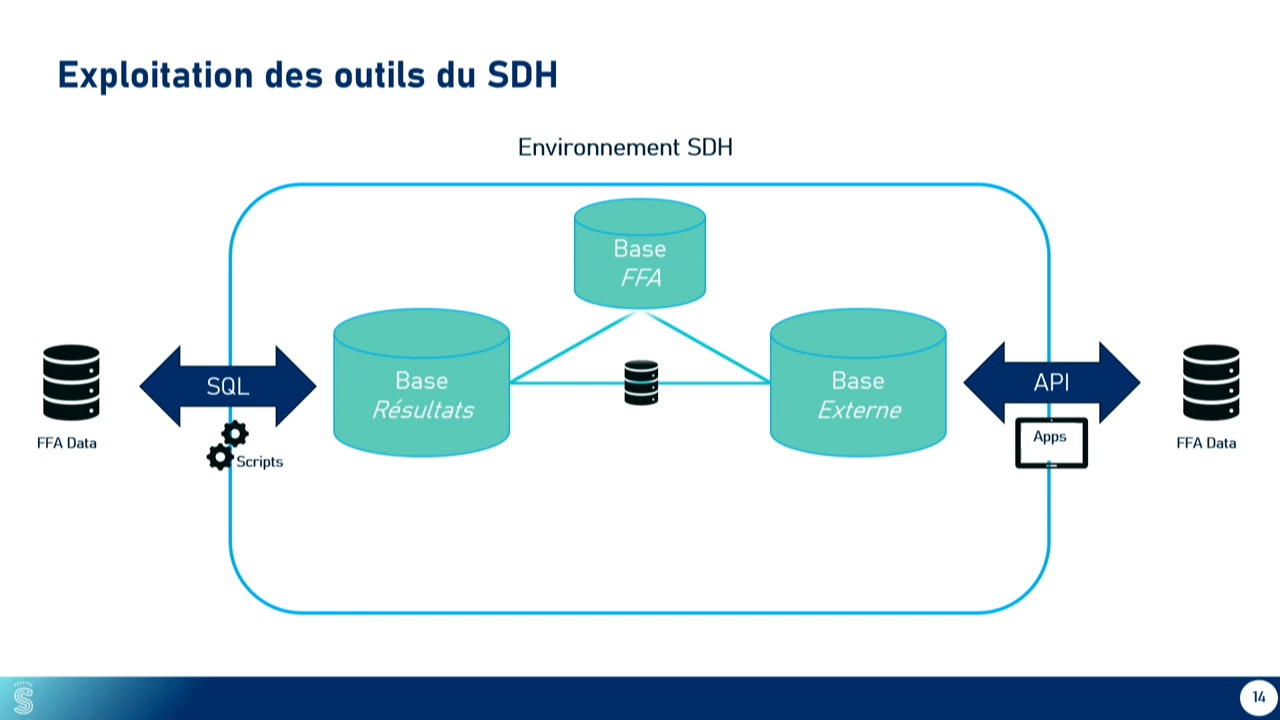 Exploitation des outils du SDH
Environnement SDH
Base
FFA
Base
Résultats
Base
Externe
SQL
Scripts
FFA Data
API
Apps
FFA Data
14